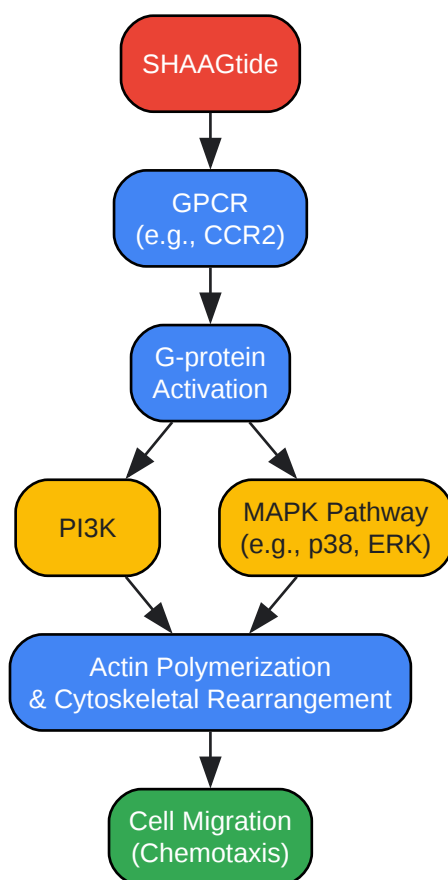 SHAAGtide
GPCR
(e.g., CCR2)
G-protein
Activation
PI3K
MAPK Pathway
(e.g., p38, ERK)
Actin Polymerization
& Cytoskeletal Rearrangement
Cell Migration
(Chemotaxis)